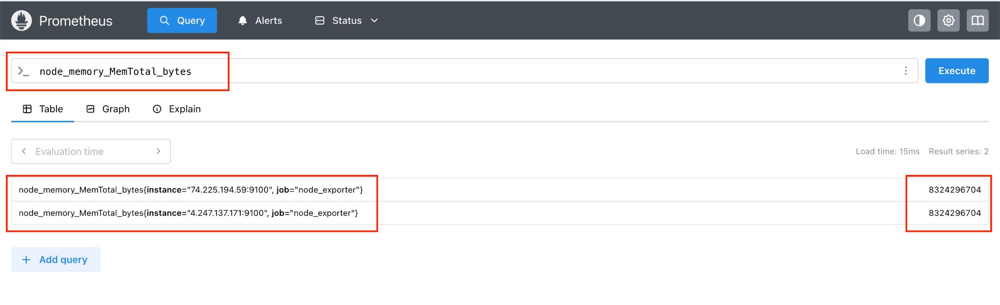 Prometheus Query Alerts Status
>_ node_memory_MemTotal_bytes Execute
Table Graph Explain
Evaluation time Load time: 15ms Result series: 2
node_memory_MemTotal_bytes{instance="74.225.194.59:9100", job="node_exporter"} 8324296704
node_memory_MemTotal_bytes{instance="4.247.137.171:9100", job="node_exporter"} 8324296704
+ Add query